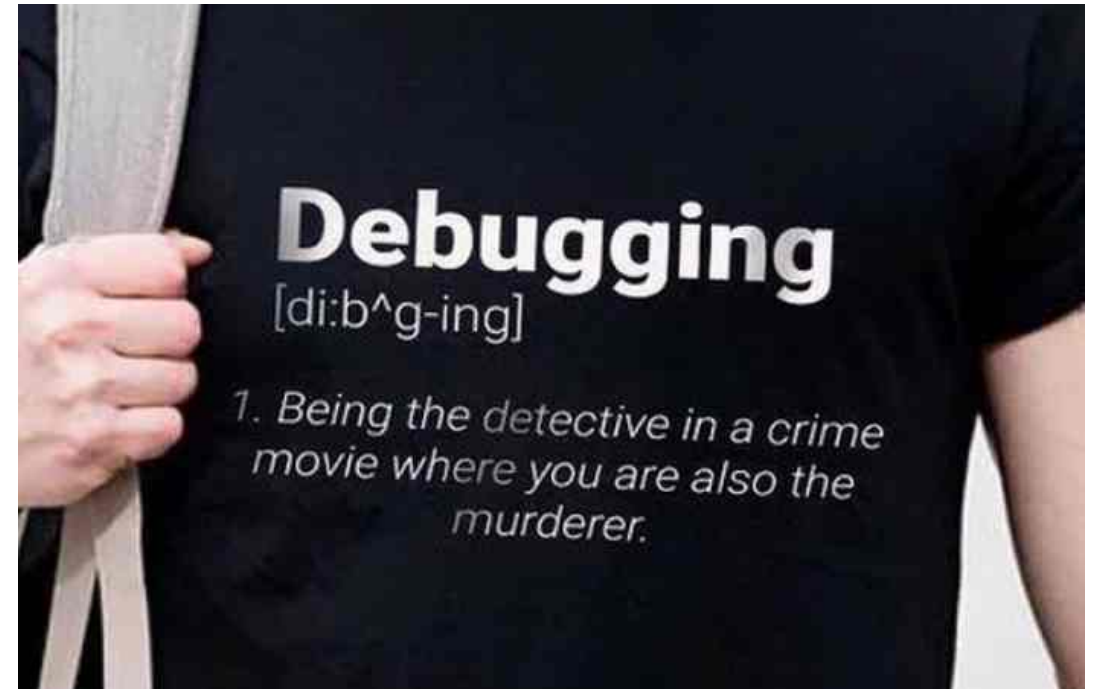 Debugging
[di:b^g-ing]
1. Being the detective in a crime
movie where you are also the
murderer.